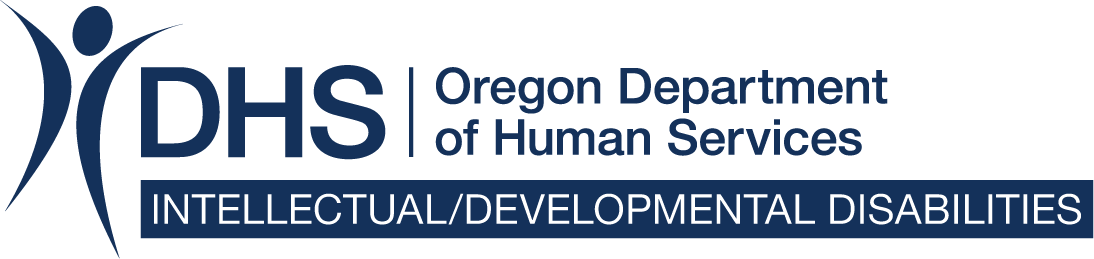 DHS
Oregon Department
of Human Services
INTELLECTUAL/DEVELOPMENTAL DISABILITIES